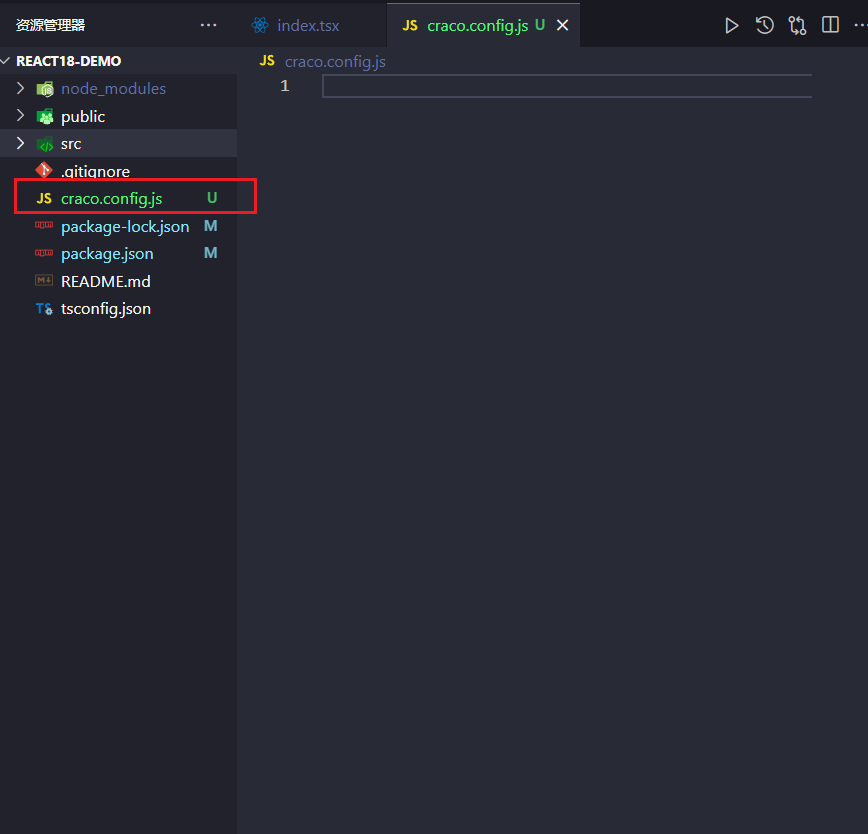 资源管理器 ··· index.tsx JS craco.config.js U
REACT18-DEMO
JS craco.config.js
node_modules
1
public
src
.gitignore
JS craco.config.js U
package-lock.json M
package.json M
README.md
TS tsconfig.json